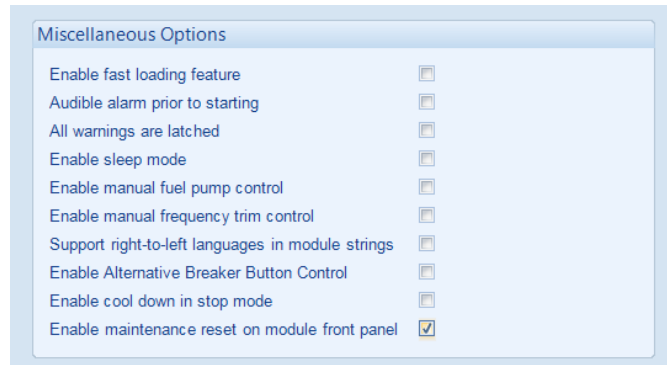 Miscellaneous Options
Enable fast loading feature
Audible alarm prior to starting
All warnings are latched
Enable sleep mode
Enable manual fuel pump control
Enable manual frequency trim control
Support right-to-left languages in module strings
Enable Alternative Breaker Button Control
Enable cool down in stop mode
Enable maintenance reset on module front panel